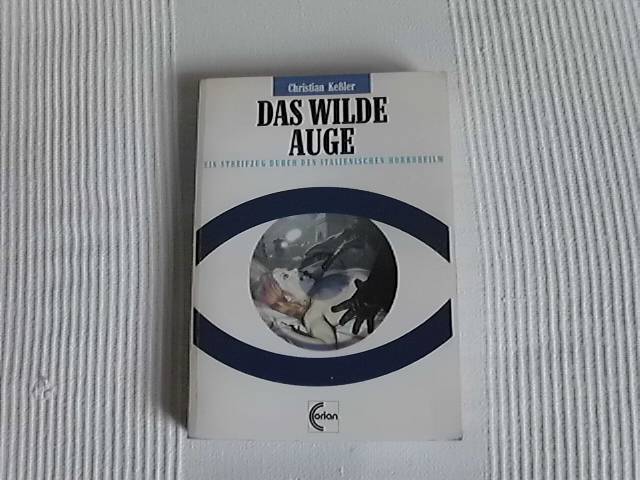 Christian Keßler
DAS WILDE
AUGE
EIN STREIFZUG DURCH DEN ITALIENISCHEN HORRORFILM
Corian